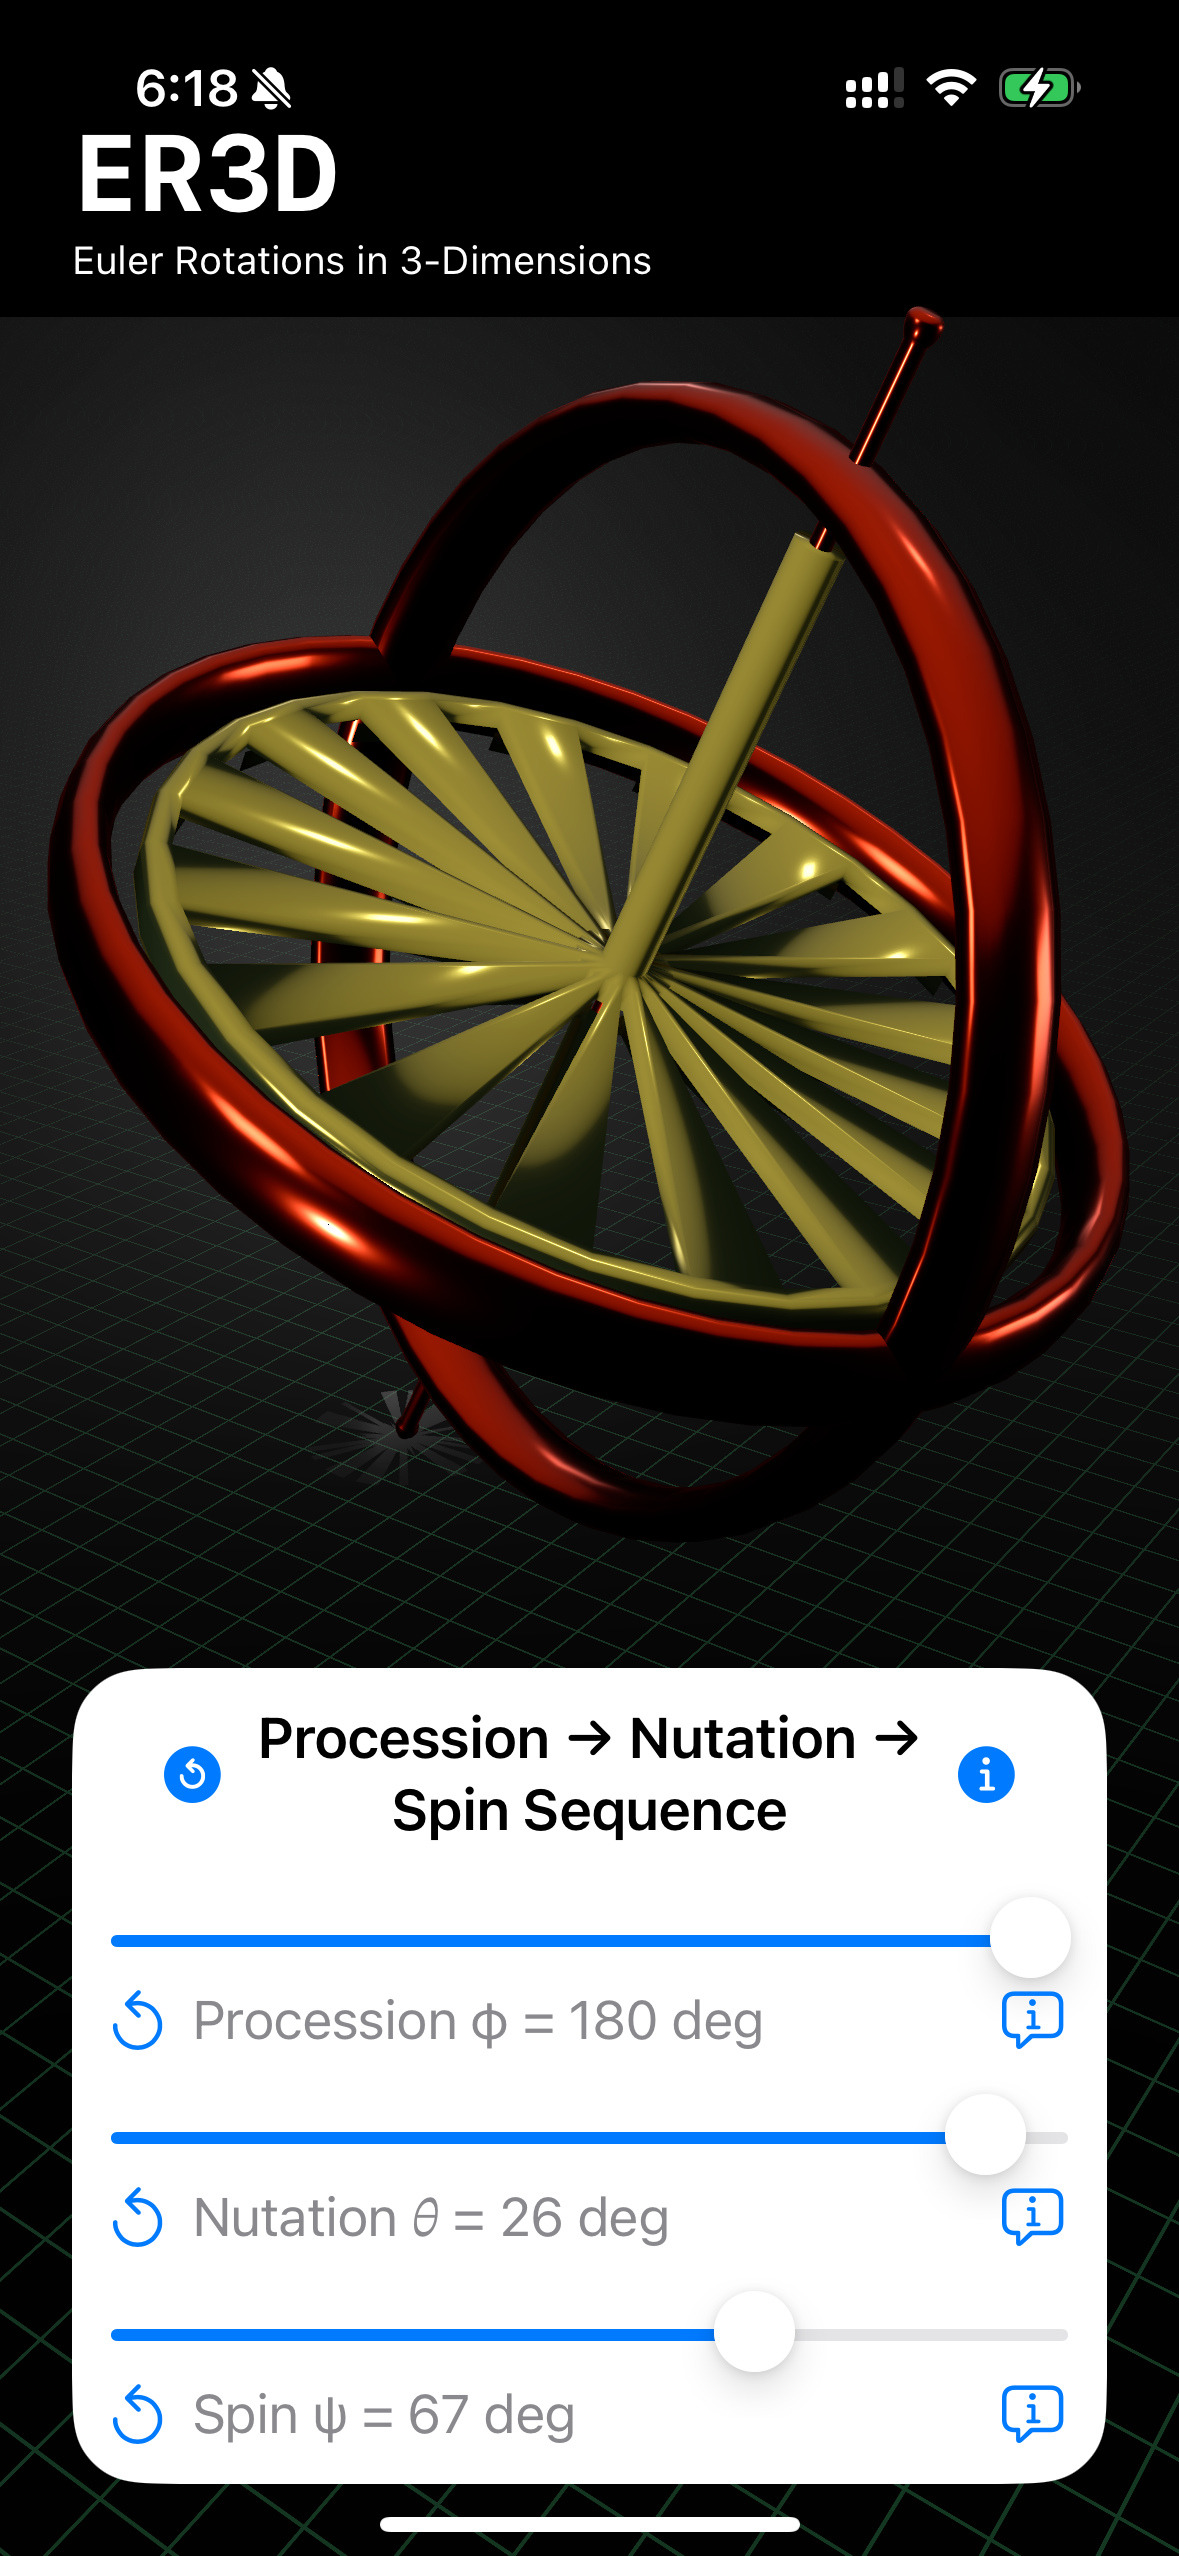 6:18
ER3D
Euler Rotations in 3-Dimensions
Procession → Nutation →
Spin Sequence
Procession ϕ = 180 deg
Nutation θ = 26 deg
Spin ψ = 67 deg